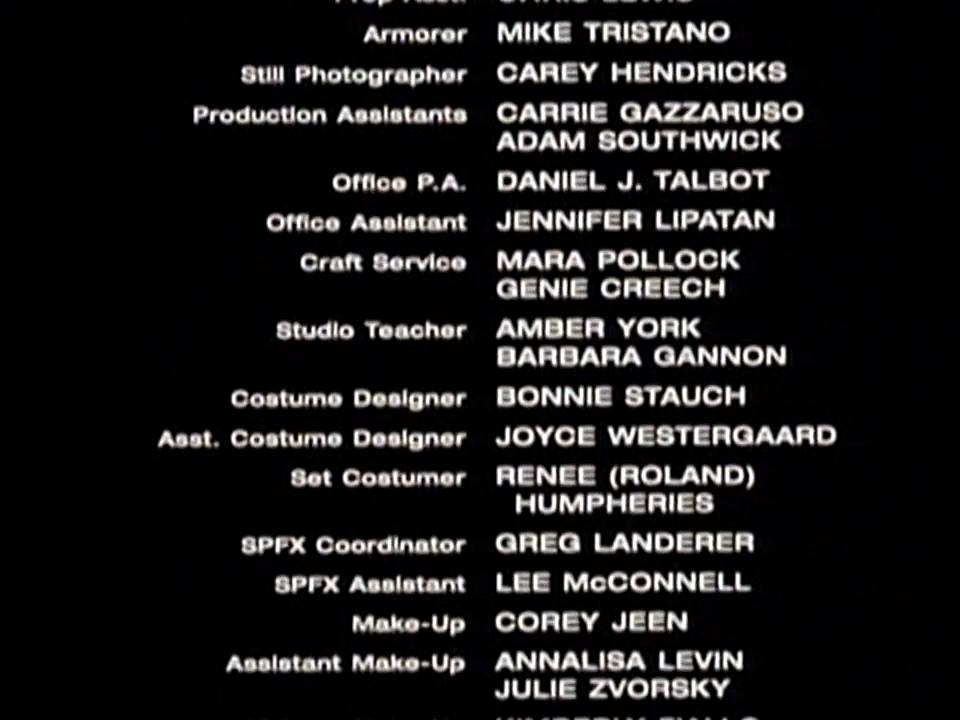 Armorer MIKE TRISTANO
Still Photographer CAREY HENDRICKS
Production Assistants CARRIE GAZZARUSO
ADAM SOUTHWICK
Office P.A. DANIEL J. TALBOT
Office Assistant JENNIFER LIPATAN
Craft Service MARA POLLOCK
GENIE CREECH
Studio Teacher AMBER YORK
BARBARA GANNON
Costume Designer BONNIE STAUCH
Asst. Costume Designer JOYCE WESTERGAARD
Set Costumer RENEE (ROLAND)
HUMPHERIES
SPFX Coordinator GREG LANDERER
SPFX Assistant LEE McCONNELL
Make-Up COREY JEEN
Assistant Make-Up ANNALISA LEVIN
JULIE ZVORSKY